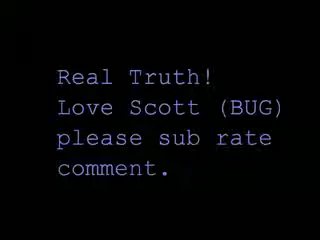 Real Truth!
Love Scott (BUG)
please sub rate
comment.